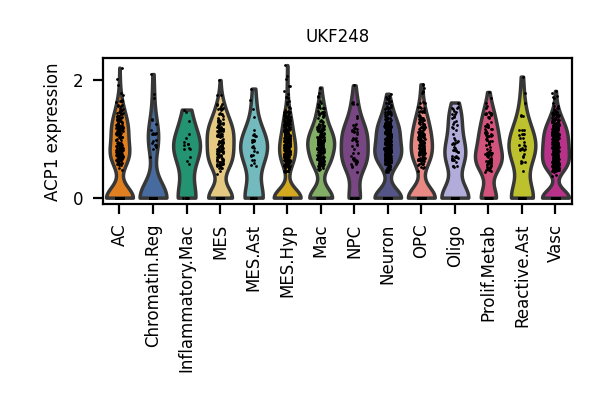 UKF248
ACP1 expression
2
0
AC
Chromatin.Reg
Inflammatory.Mac
MES
MES.Ast
MES.Hyp
Mac
NPC
Neuron
OPC
Oligo
Prolif.Metab
Reactive.Ast
Vasc